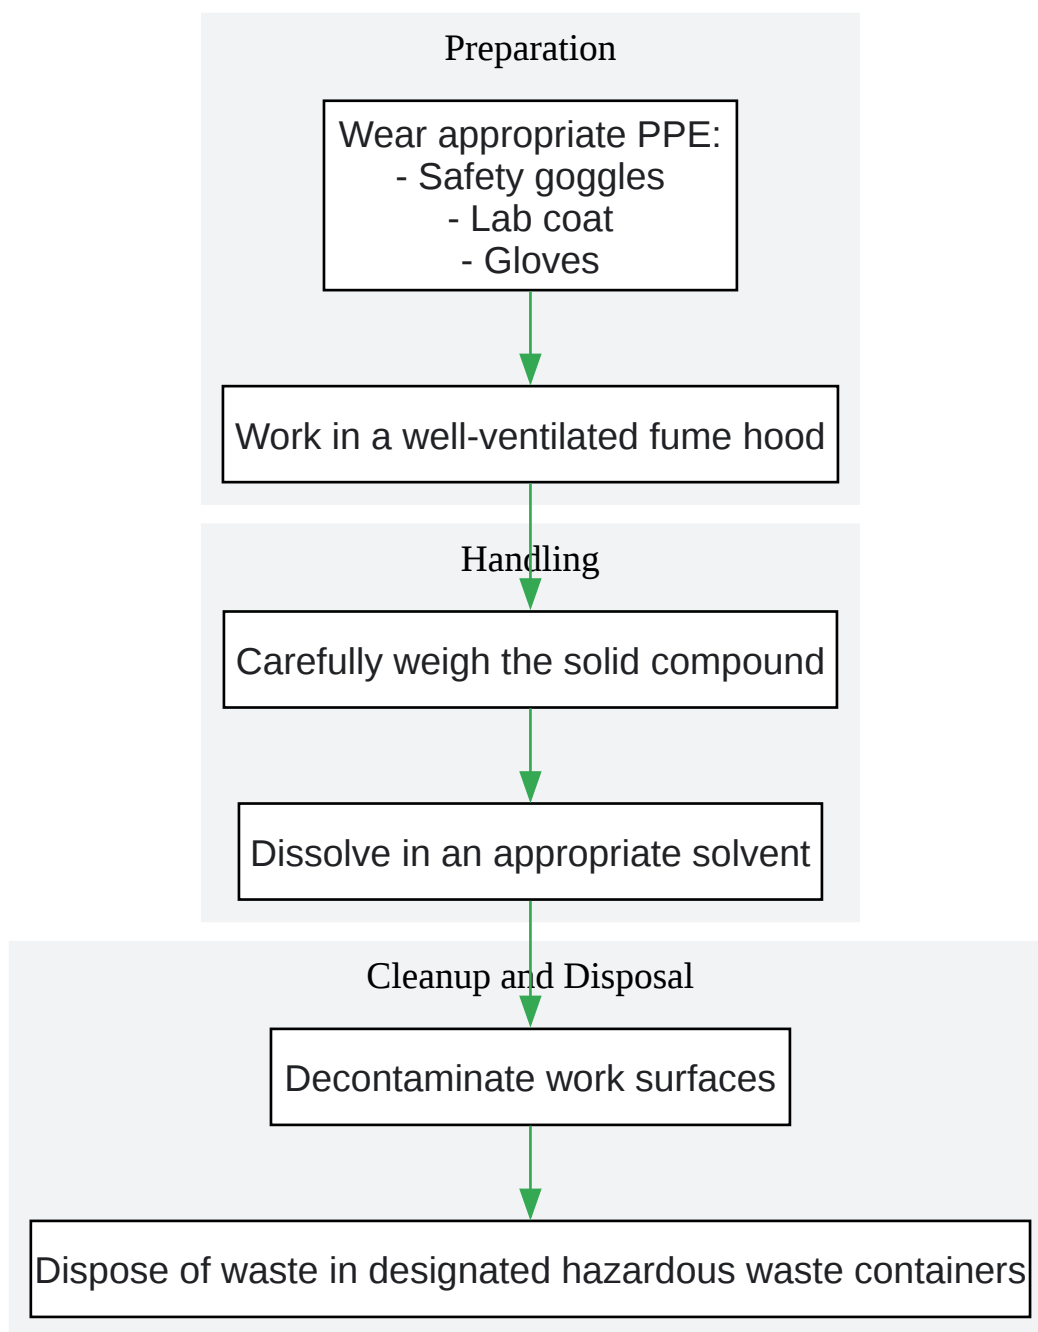 Preparation
Wear appropriate PPE:
- Safety goggles
- Lab coat
- Gloves
Work in a well-ventilated fume hood
Handling
Carefully weigh the solid compound
Dissolve in an appropriate solvent
Cleanup and Disposal
Decontaminate work surfaces
Dispose of waste in designated hazardous waste containers